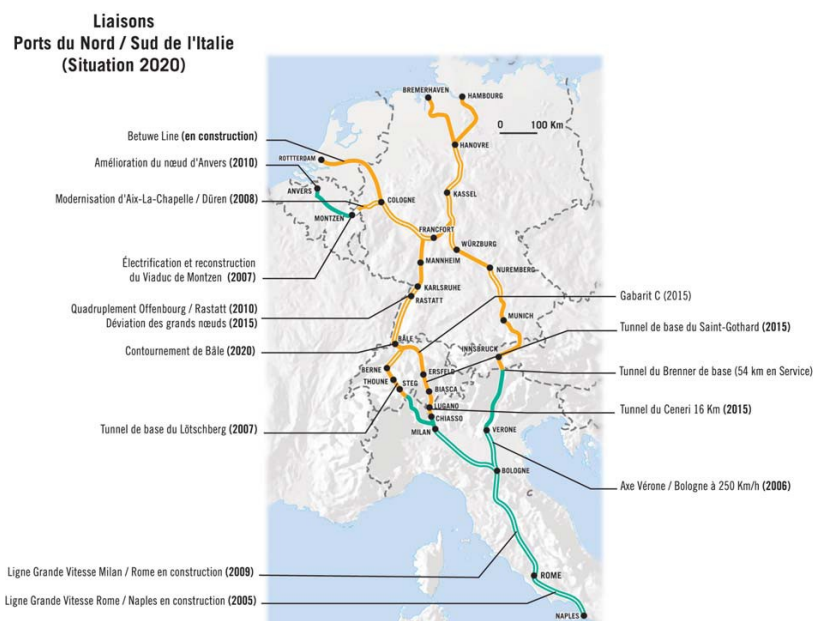 Liaisons
Ports du Nord / Sud de l'Italie
(Situation 2020)
BREMERHAVEN
HAMBOURG
0 100 Km
Betuwe Line (en construction)
HANOVRE
ROTTTERDAM
Amélioration du nœud d'Anvers (2010)
ANVERS
KASSEL
Modernisation d'Aix-La-Chapelle / Düren (2008)
COLOGNE
MONTZEN
FRANCFORT
WÜRZBURG
Électrification et reconstruction
du Viaduc de Montzen (2007)
MANNHEIM
NUREMBERG
KARLSRUHE
RASTATT
Gabarit C (2015)
Quadruplement Offenbourg / Rastatt (2010)
Déviation des grands nœuds (2015)
MUNICH
Tunnel de base du Saint-Gothard (2015)
BÂLE
Contournement de Bâle (2020)
INNSBRUCK
BERNE
ERSFELD
Tunnel du Brenner de base (54 km en Service)
THOUNE
STEG
BIASCA
LUGANO
Tunnel du Ceneri 16 Km (2015)
CHIASSO
Tunnel de base du Lötschberg (2007)
MILAN
VERONE
BOLOGNE
Axe Vérone / Bologne à 250 Km/h (2006)
C
Ligne Grande Vitesse Milan / Rome en construction (2009)
ROME
Ligne Grande Vitesse Rome / Naples en construction (2005)
NAPLES